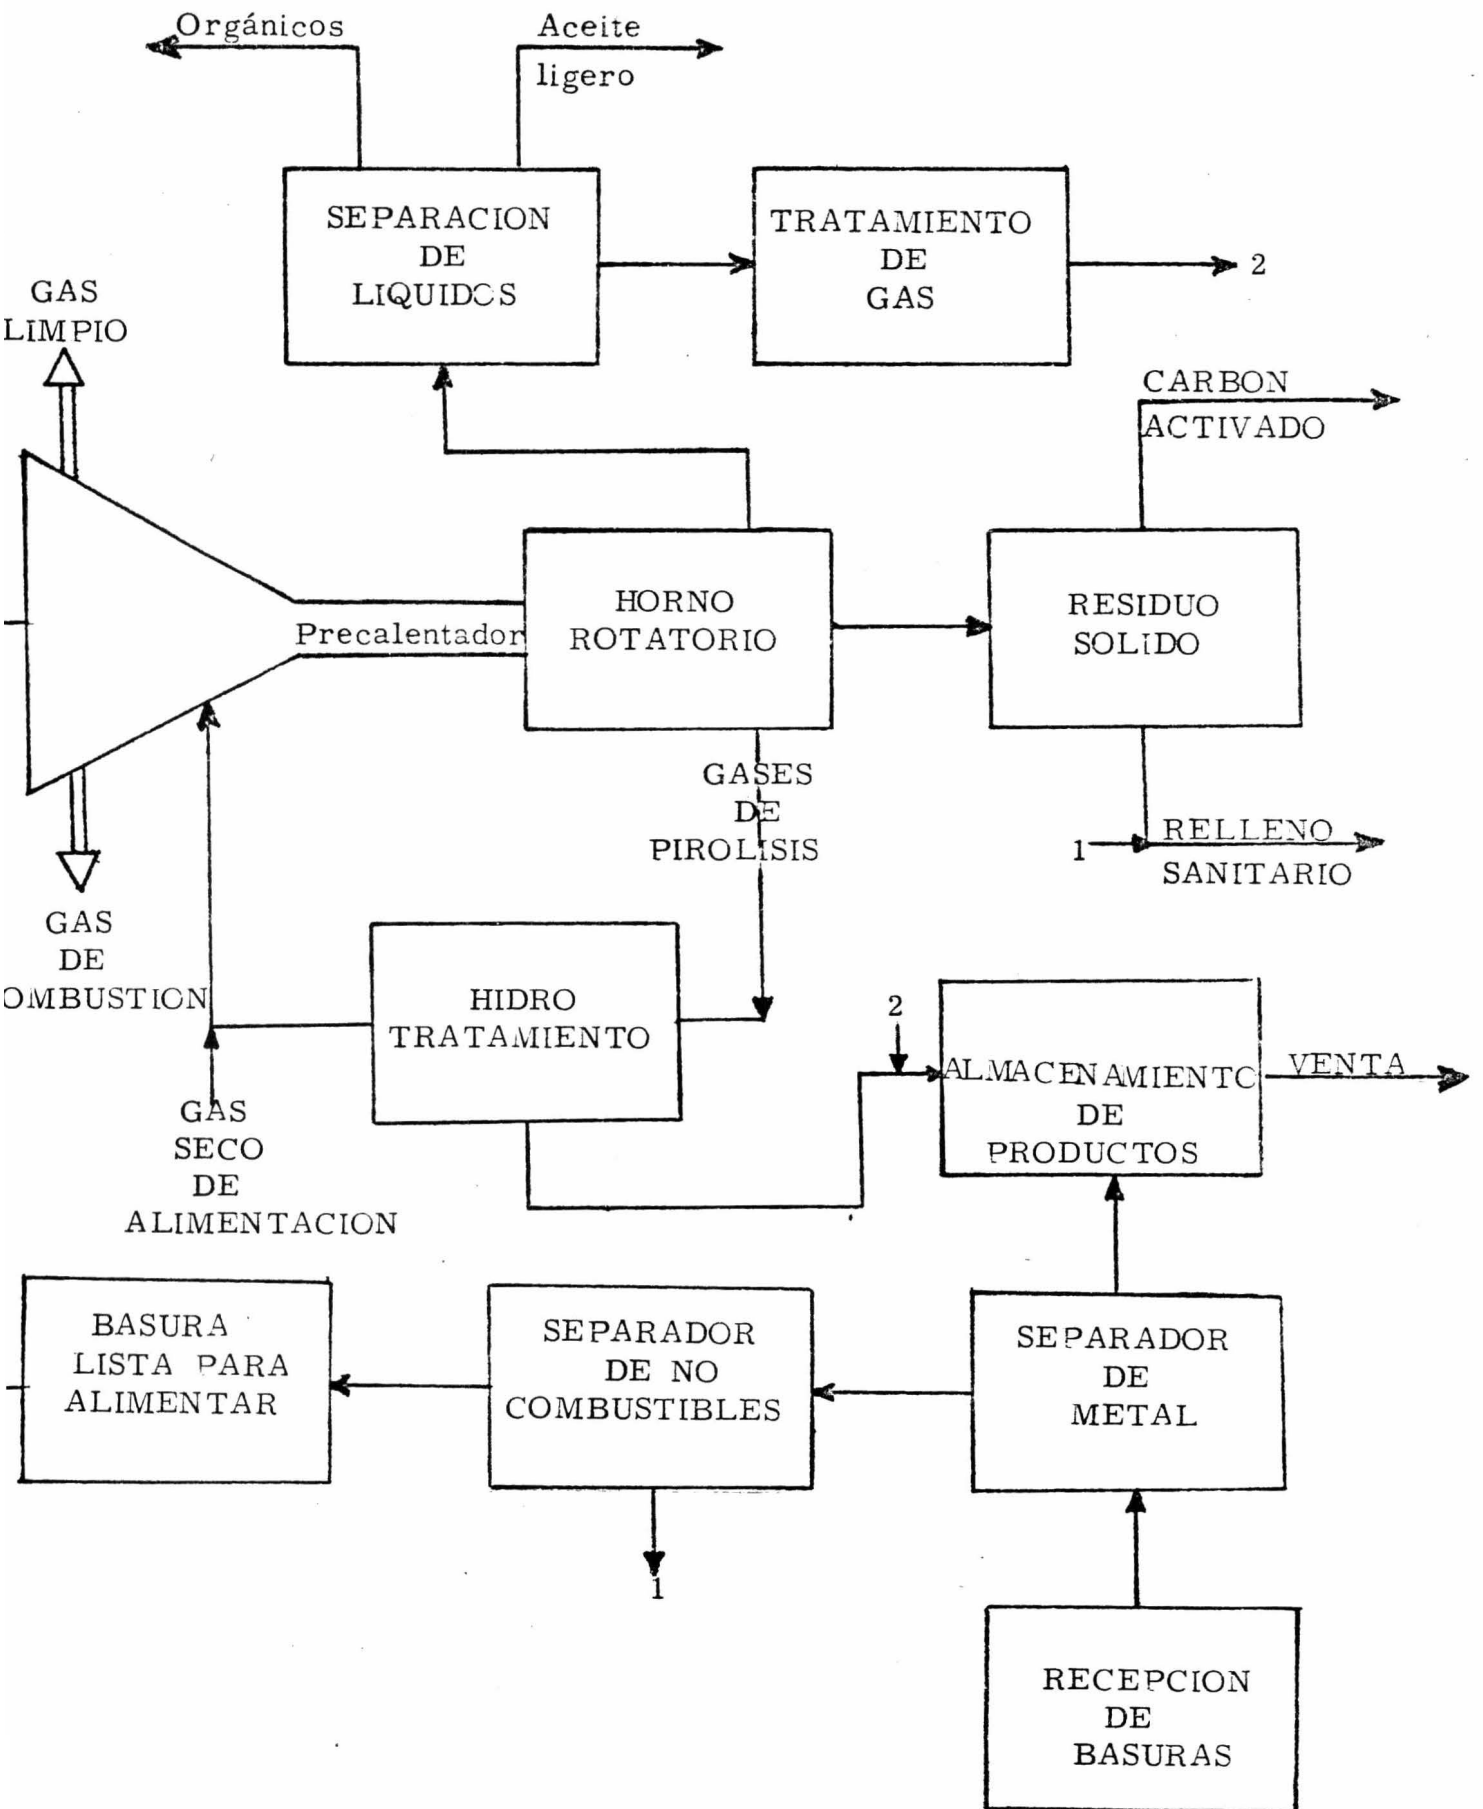 Orgánicos
Aceite
ligero
SEPARACION
DE
LIQUIDOS
TRATAMIENTO
DE
GAS
2
GAS
LIMPIO
CARBON
ACTIVADO
Precalentador
HORNO
ROTATORIO
RESIDUO
SOLIDO
GASES
DE
PIROLISIS
1
RELLENO
SANITARIO
GAS
DE
OMBUSTION
HIDRO
TRATAMIENTO
2
ALMACENAMIENTO
DE
PRODUCTOS
VENTA
GAS
SECO
DE
ALIMENTACION
BASURA
LISTA PARA
ALIMENTAR
SEPARADOR
DE NO
COMBUSTIBLES
SEPARADOR
DE
METAL
1
RECEPCION
DE
BASURAS